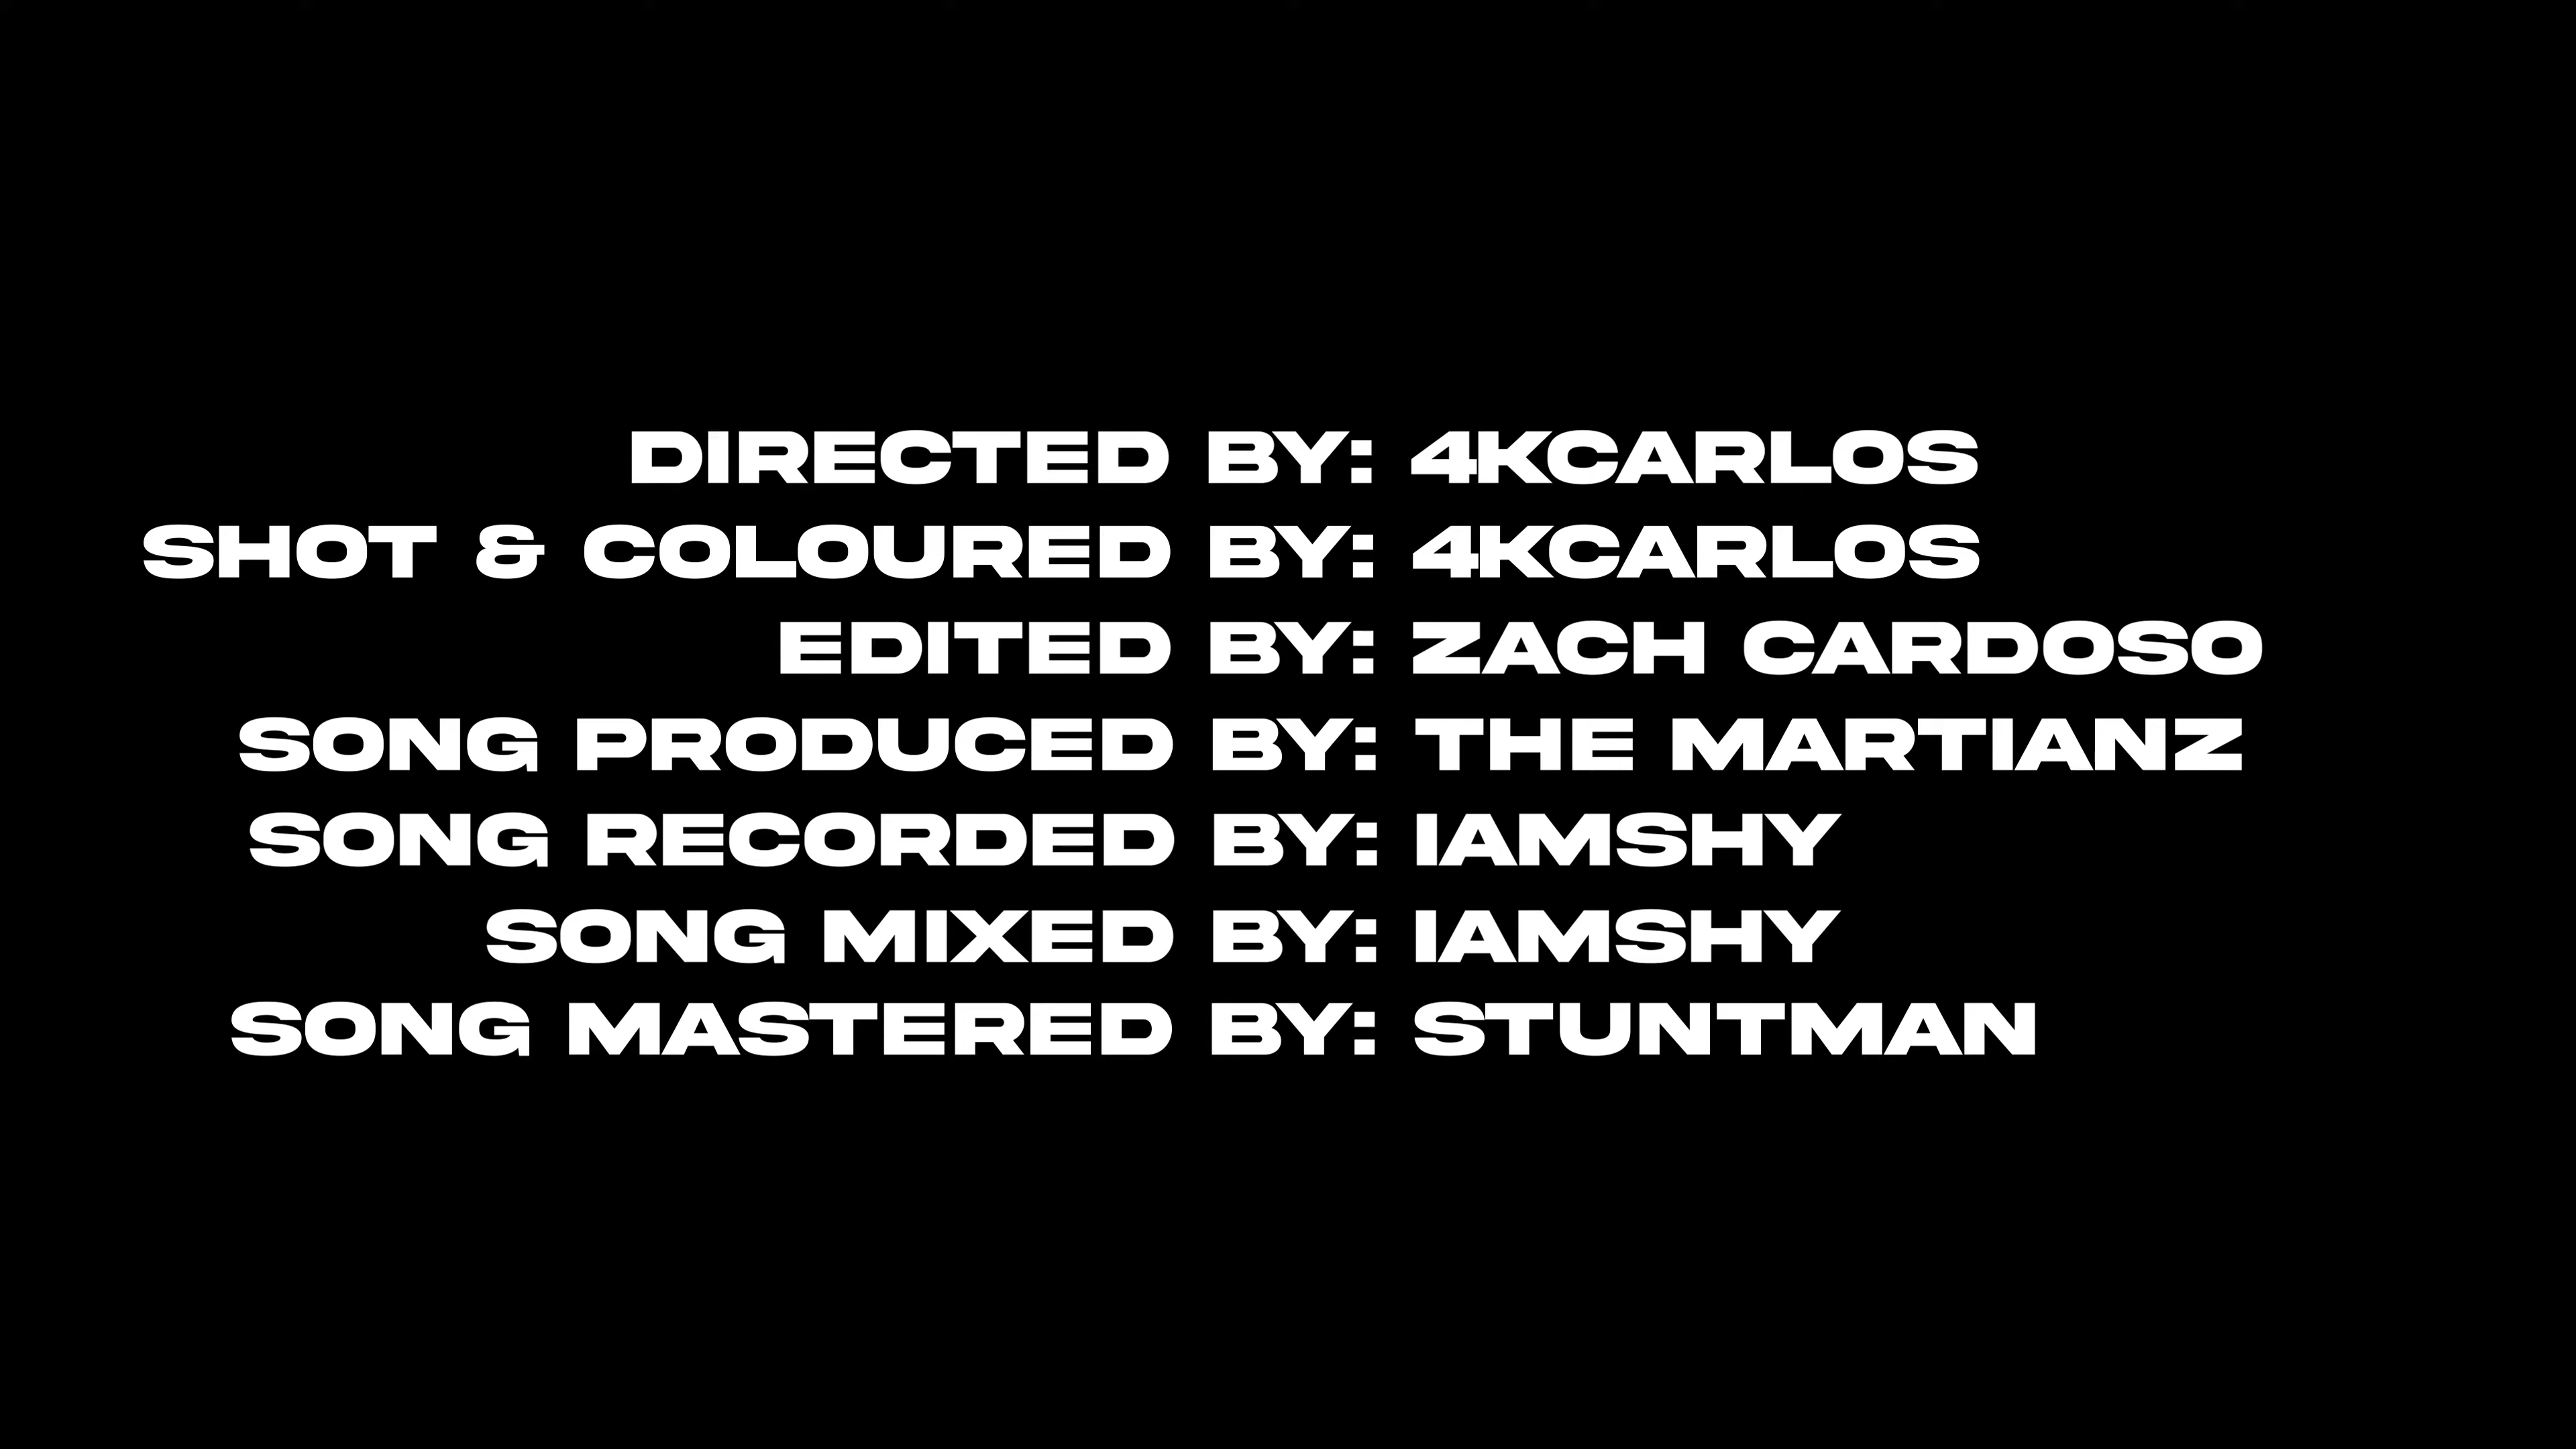 DIRECTED BY: 4KCARLOS
SHOT & COLOURED BY: 4KCARLOS
EDITED BY: ZACH CARDOSO
SONG PRODUCED BY: THE MARTIANZ
SONG RECORDED BY: IAMSHY
SONG MIXED BY: IAMSHY
SONG MASTERED BY: STUNTMAN